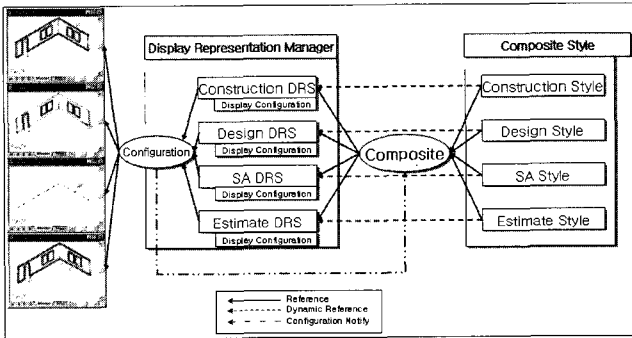 Display Representation Manager
Composite Style
Construction DRS
Display Configuration
Construction Style
Design DRS
Display Configuration
Design Style
Configuration
Composite
SA DRS
Display Configuration
SA Style
Estimate DRS
Display Configuration
Estimate Style
Reference
Dynamic Reference
Configuration Notify